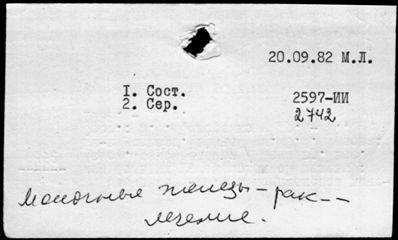 20.09.82 М.Л.
I. Сост.
2. Сер.
2597-ИИ
2742
Молочные железы - рак --
лечение.